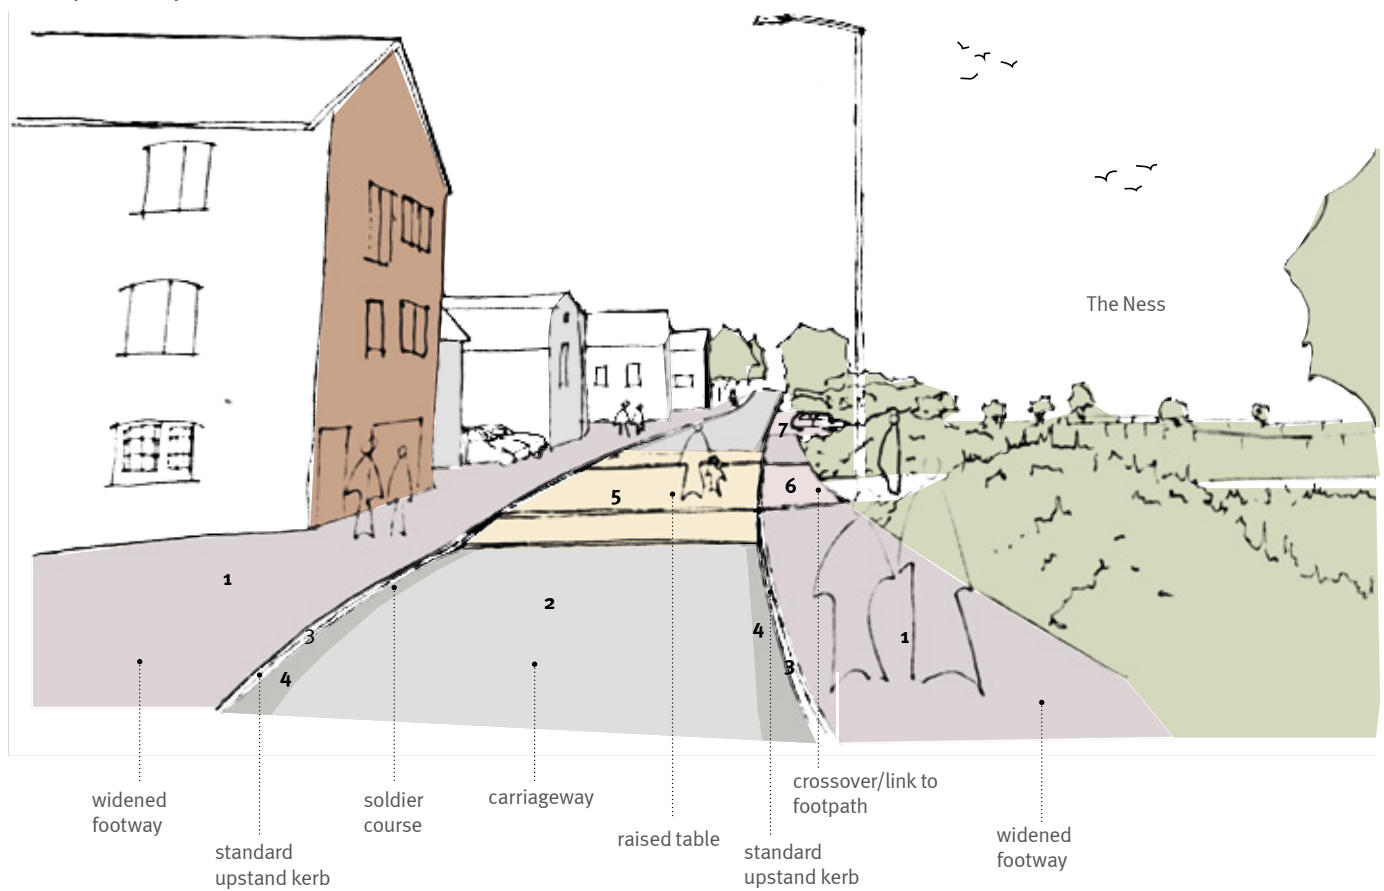 The Ness
7
6
5
1
2
3
4
4
3
1
widened
footway
standard
upstand kerb
soldier
course
carriageway
raised table
standard
upstand kerb
crossover/link to
footpath
widened
footway